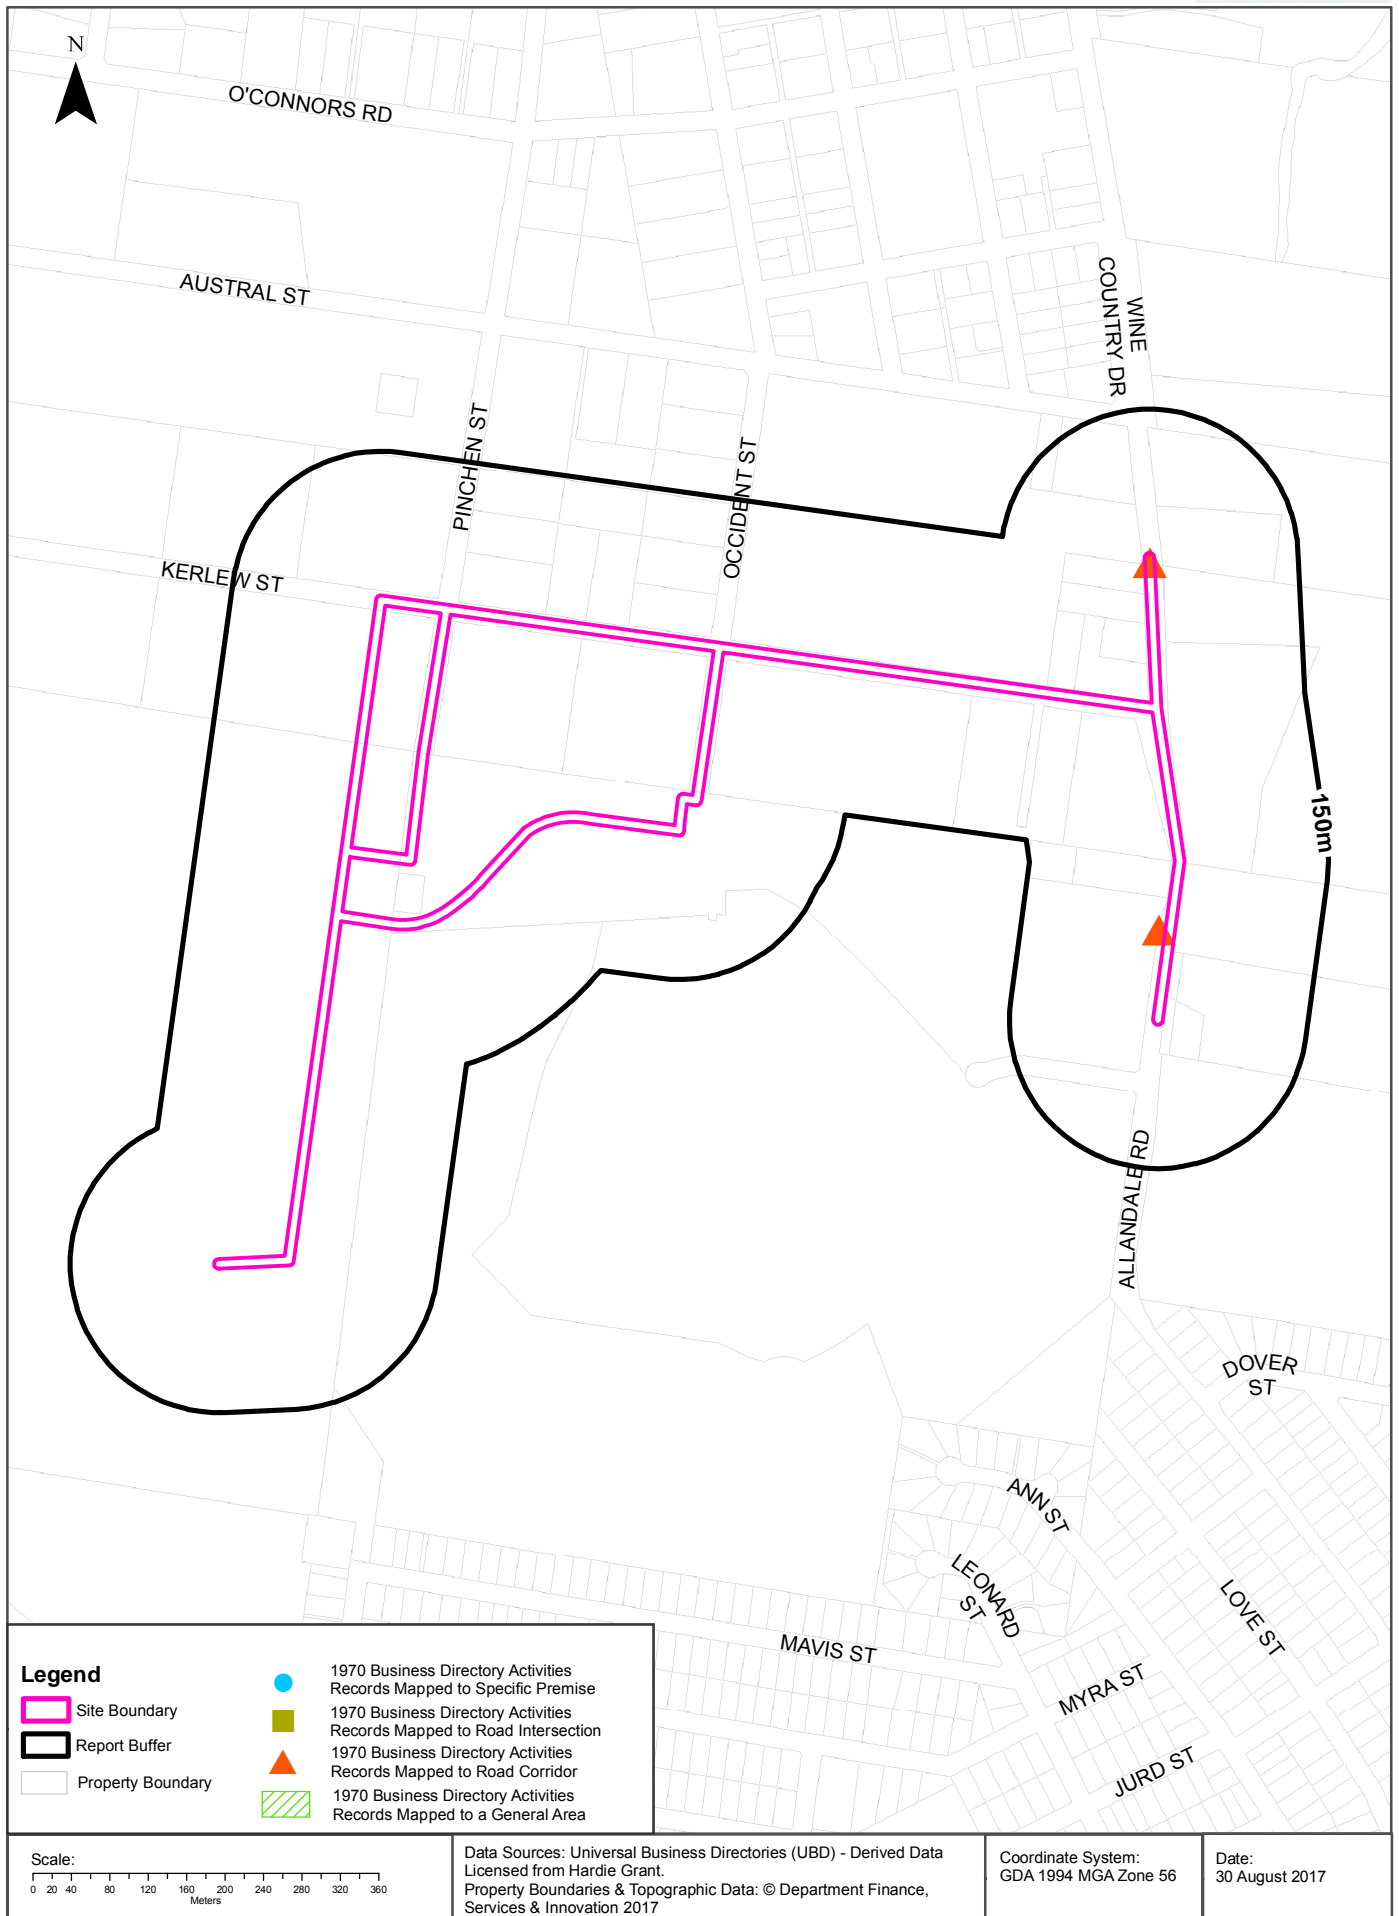 N
O'CONNORS RD
AUSTRAL ST
WINE
COUNTRY DR
PINCHEN ST
OCCIDENT ST
KERLEW ST
150m
ALLANDALE RD
DOVER
ST
ANN ST
LEONARD
ST
LOVE ST
MAVIS ST
MYRA ST
JURD ST
Legend
Site Boundary
Report Buffer
Property Boundary
1970 Business Directory Activities
Records Mapped to Specific Premise
1970 Business Directory Activities
Records Mapped to Road Intersection
1970 Business Directory Activities
Records Mapped to Road Corridor
1970 Business Directory Activities
Records Mapped to a General Area
Scale:
0 20 40 80 120 160 200 240 280 320 360
Meters
Data Sources: Universal Business Directories (UBD) - Derived Data
Licensed from Hardie Grant.
Property Boundaries & Topographic Data: © Department Finance,
Services & Innovation 2017
Coordinate System:
GDA 1994 MGA Zone 56
Date:
30 August 2017